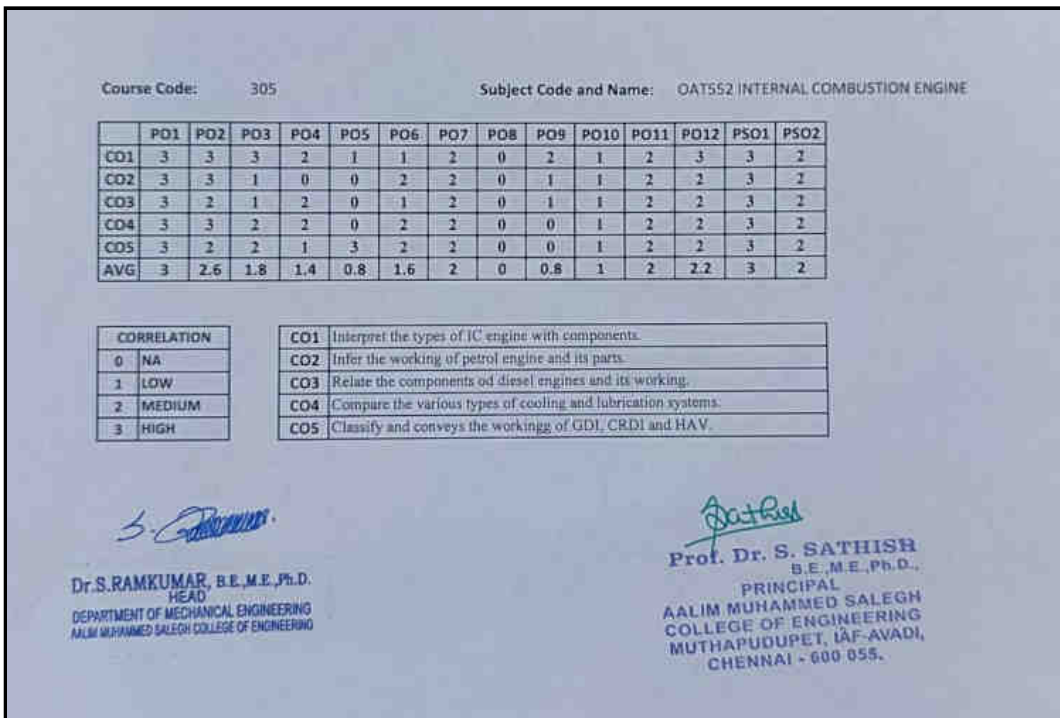 Course Code: 305 Subject Code and Name: OAT552 INTERNAL COMBUSTION ENGINE
PO1 PO2 PO3 PO4 PO5 PO6 PO7 PO8 PO9 PO10 PO11 PO12 PSO1 PSO2
CO1 3 3 3 2 1 1 2 0 2 1 2 3 3 2
CO2 3 3 1 0 0 2 2 0 1 1 2 2 3 2
CO3 3 2 1 2 0 1 2 0 1 1 2 2 3 2
CO4 3 3 2 2 0 2 2 0 0 1 2 2 3 2
CO5 3 2 2 1 3 2 2 0 0 1 2 2 3 2
AVG 3 2.6 1.8 1.4 0.8 1.6 2 0 0.8 1 2 2.2 3 2
CORRELATION
0 NA
1 LOW
2 MEDIUM
3 HIGH
CO1 Interpret the types of IC engine with components.
CO2 Infer the working of petrol engine and its parts.
CO3 Relate the components od diesel engines and its working.
CO4 Compare the various types of cooling and lubrication systems.
CO5 Classify and conveys the workingg of GDI, CRDI and HAV.
Dr.S.RAMKUMAR, B.E.,M.E.,Ph.D.
HEAD
DEPARTMENT OF MECHANICAL ENGINEERING
AALIM MUHAMMED SALEGH COLLEGE OF ENGINEERING
Sathish
Prof. Dr. S. SATHISH
B.E.,M.E.,Ph.D.,
PRINCIPAL
AALIM MUHAMMED SALEGH
COLLEGE OF ENGINEERING
MUTHAPUDUPET, IAF-AVADI,
CHENNAI - 600 055.